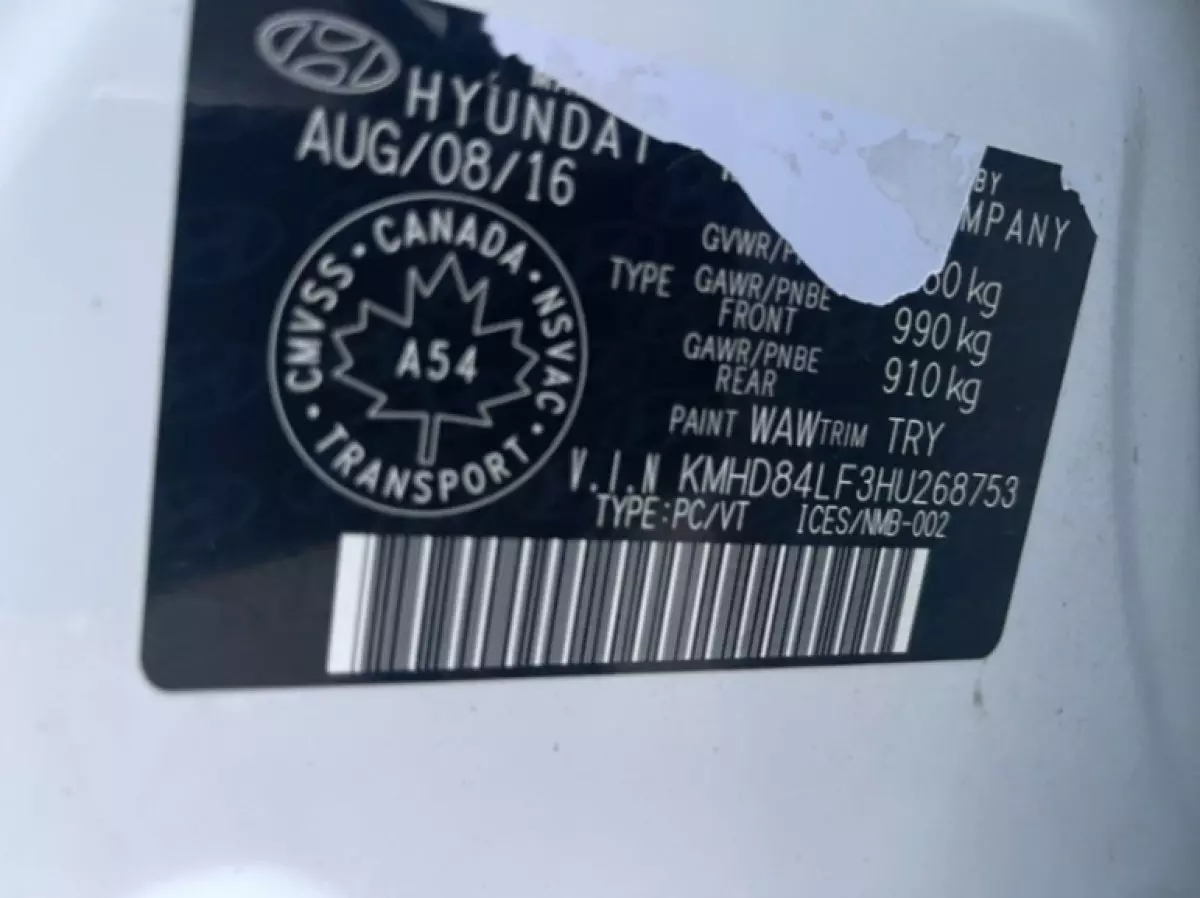 HYUNDAI
AUG/08/16
BY
MPANY
CMVSS · CANADA · NSVAC · TRANSPORT ·
A54
TYPE
GVWR/P
60 kg
GAWR/PNBE
FRONT
990 kg
GAWR/PNBE
REAR
910 kg
PAINT WAW TRIM TRY
V.I.N KMHD84LF3HU268753
TYPE:PC/VT ICES/NMB-002